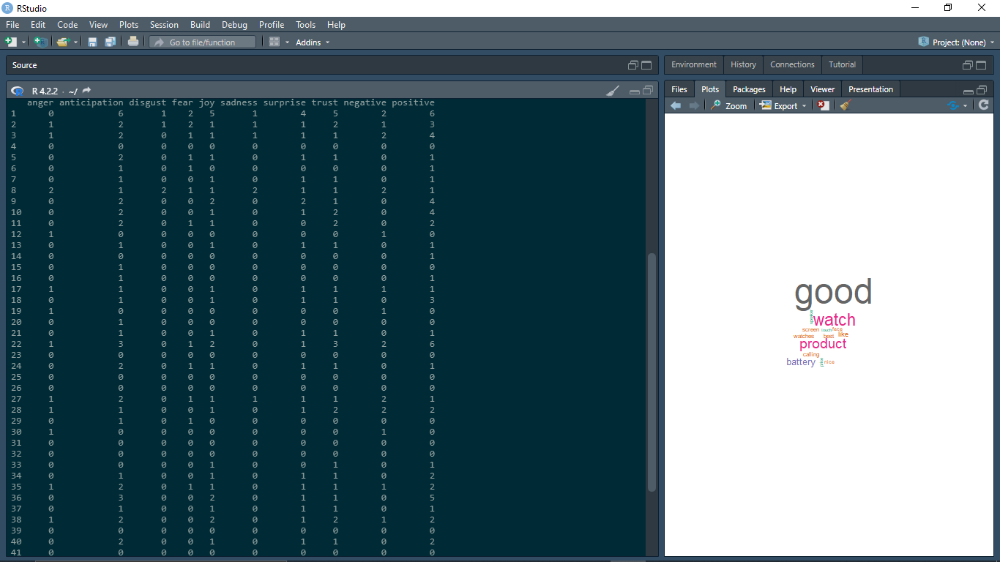 RStudio
File Edit Code View Plots Session Build Debug Profile Tools Help
Go to file/function Addins Project: (None)
Source
R 4.2.2 · ~/
anger anticipation disgust fear joy sadness surprise trust negative positive
1 0 6 1 2 5 1 4 5 2 6
2 1 2 1 2 1 1 1 2 1 3
3 1 2 0 1 1 1 1 1 2 4
4 0 0 0 0 0 0 0 0 0 0
5 0 2 0 1 1 0 1 1 0 1
6 0 1 0 1 0 0 0 0 0 1
7 0 1 0 0 1 0 1 1 0 1
8 2 1 2 1 1 2 1 1 2 1
9 0 2 0 0 2 0 2 1 0 4
10 0 2 0 0 1 0 1 2 0 4
11 0 2 0 1 1 0 0 2 0 2
12 1 0 0 0 0 0 0 0 1 0
13 0 1 0 0 1 0 1 1 0 1
14 0 0 0 0 0 0 0 0 0 1
15 0 1 0 0 0 0 0 0 0 0
16 0 1 0 0 0 0 0 0 0 1
17 1 1 0 0 1 0 1 1 1 1
18 0 1 0 0 1 0 1 1 0 3
19 1 0 0 0 0 0 0 0 1 0
20 0 1 0 0 0 0 0 0 0 0
21 0 1 0 0 1 0 1 1 0 1
22 1 3 0 1 2 0 1 3 2 6
23 0 0 0 0 0 0 0 0 0 0
24 0 2 0 1 1 0 1 1 0 1
25 0 0 0 0 0 0 0 0 0 0
26 0 0 0 0 0 0 0 0 0 0
27 1 2 0 1 1 1 1 1 2 1
28 1 1 0 0 1 0 1 2 2 2
29 0 1 0 1 0 0 0 0 0 0
30 1 0 0 0 0 0 0 0 1 0
31 0 0 0 0 0 0 0 0 0 0
32 0 0 0 0 0 0 0 0 0 0
33 0 0 0 0 1 0 0 1 0 1
34 0 1 0 0 1 0 1 1 0 2
35 1 2 0 1 1 0 1 1 1 2
36 0 3 0 0 2 0 1 1 0 5
37 0 1 0 0 1 0 1 1 0 1
38 1 2 0 0 2 0 1 2 1 2
39 0 0 0 0 0 0 0 0 0 0
40 0 2 0 0 1 0 1 1 0 2
41 0 0 0 0 0 0 0 0 0 0
Environment History Connections Tutorial
Files Plots Packages Help Viewer Presentation
Zoom Export
good
watch
screen touch face
watches best like
product
calling
battery nice